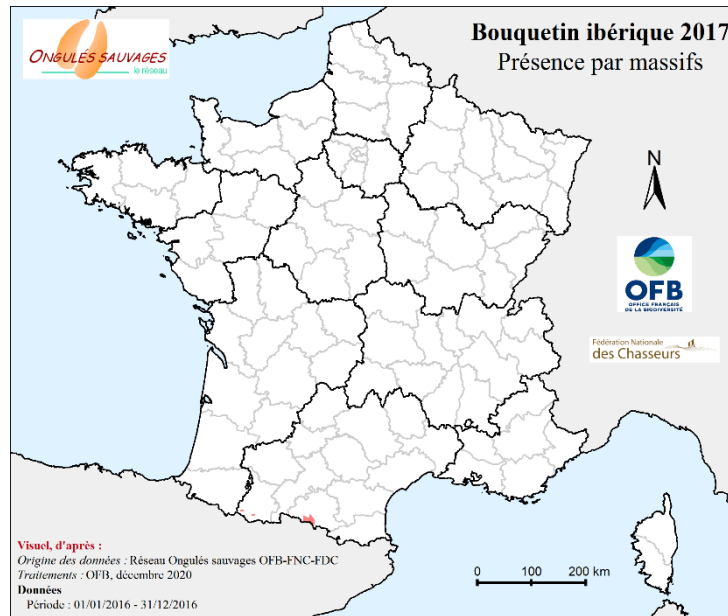 ONGULÉS SAUVAGES
le réseau
Bouquetin ibérique 2017
Présence par massifs
N
OFB
OFFICE FRANÇAIS
DE LA BIODIVERSITÉ
Fédération Nationale
des Chasseurs
Visuel, d'après :
Origine des données : Réseau Ongulés sauvages OFB-FNC-FDC
Traitements : OFB, décembre 2020
Données
Période : 01/01/2016 - 31/12/2016
0 100 200 km